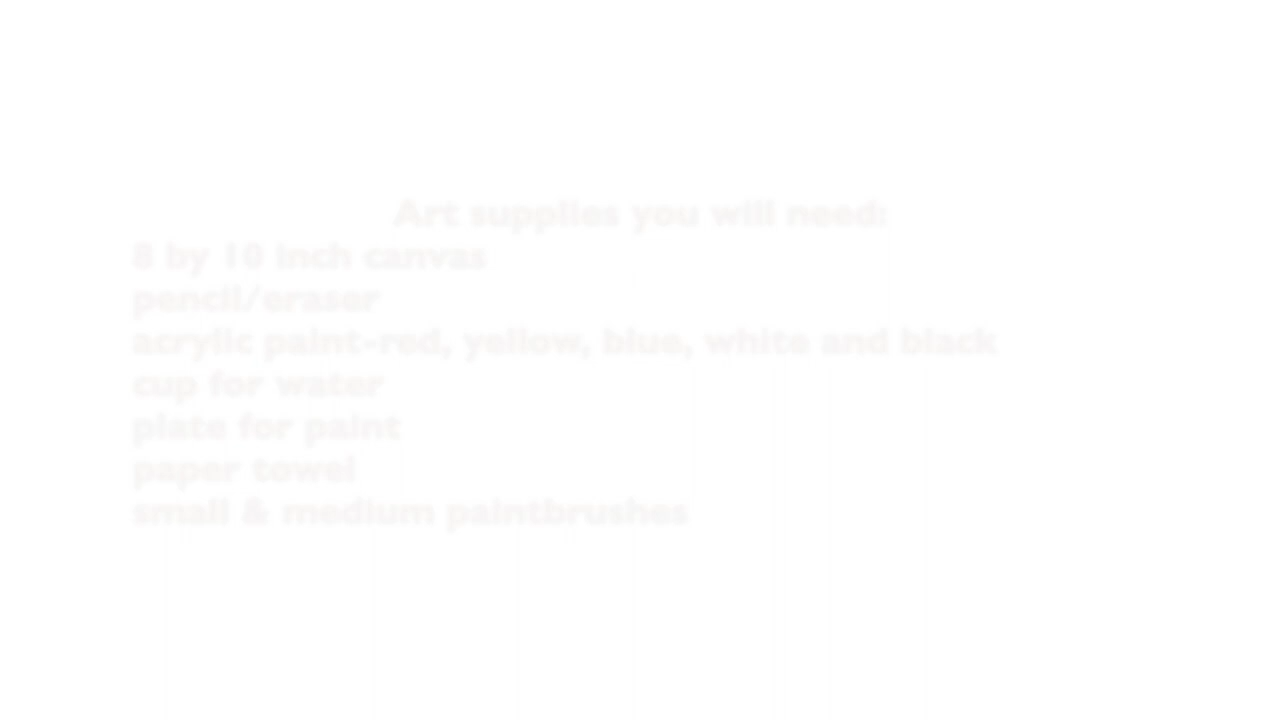 Art supplies you will need:
8 by 10 inch canvas
pencil/eraser
acrylic paint-red, yellow, blue, white and black
cup for water
plate for paint
paper towel
small & medium paintbrushes